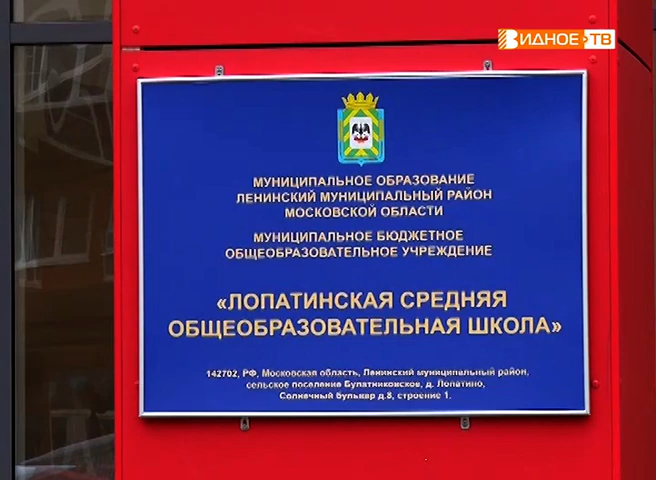 ВИДНОЕ-ТВ
МУНИЦИПАЛЬНОЕ ОБРАЗОВАНИЕ
ЛЕНИНСКИЙ МУНИЦИПАЛЬНЫЙ РАЙОН
МОСКОВСКОЙ ОБЛАСТИ
МУНИЦИПАЛЬНОЕ БЮДЖЕТНОЕ
ОБЩЕОБРАЗОВАТЕЛЬНОЕ УЧРЕЖДЕНИЕ
«ЛОПАТИНСКАЯ СРЕДНЯЯ
ОБЩЕОБРАЗОВАТЕЛЬНАЯ ШКОЛА»
142702, РФ, Московская область, Ленинский муниципальный район,
сельское поселение Булатниковское, д. Лопатино,
Солнечный бульвар д.8, строение 1.